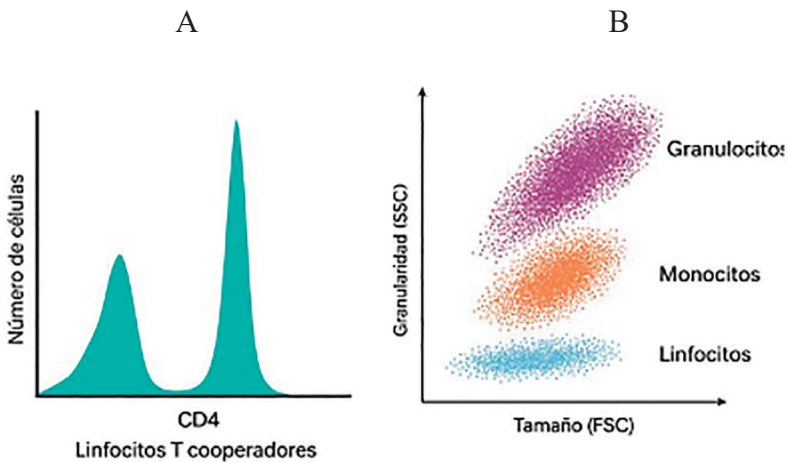 A
B
Número de células
CD4
Linfocitos T cooperadores
Granularidad (SSC)
Granulocitos
Monocitos
Linfocitos
Tamaño (FSC)